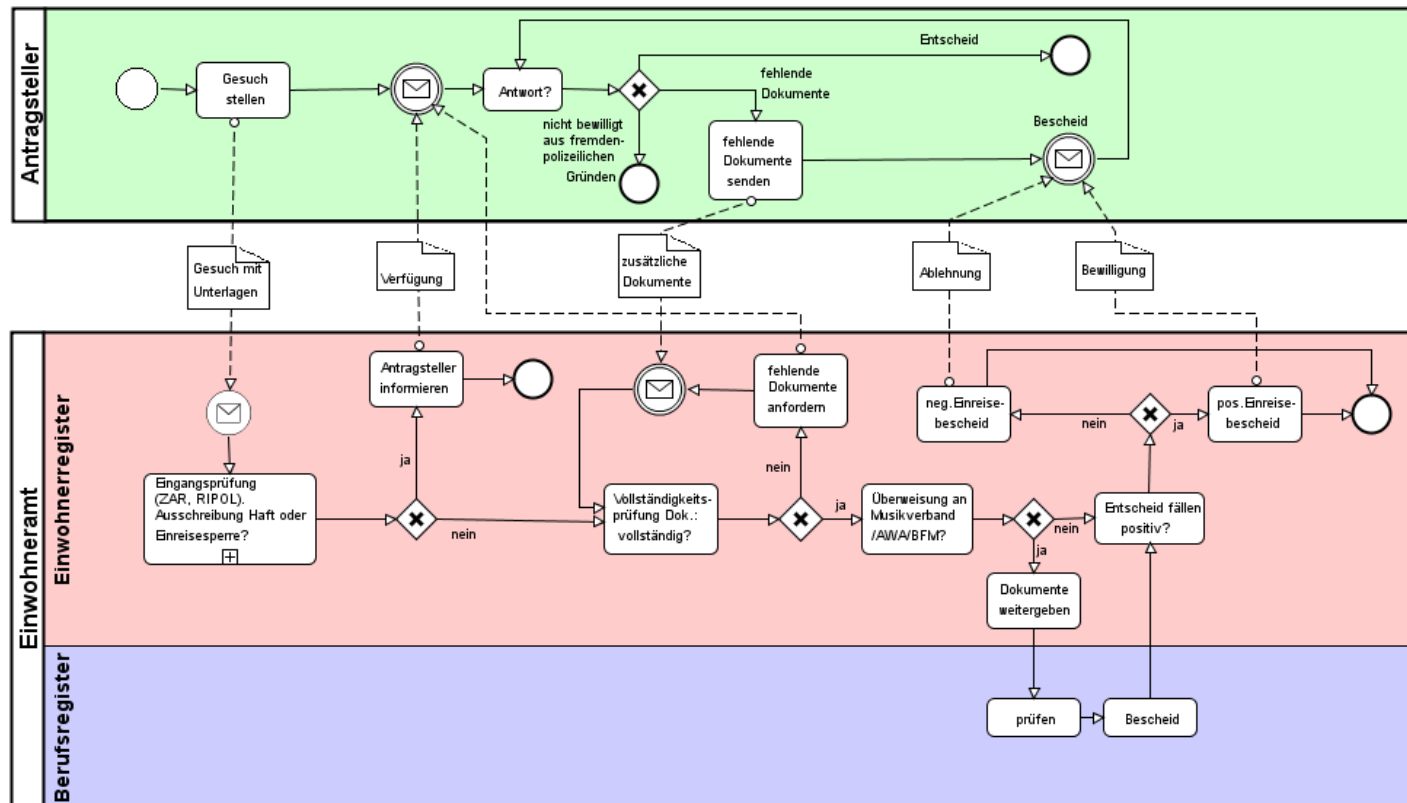 Antragsteller
Gesuch
stellen
Antwort?
Entscheid
fehlende
Dokumente
nicht bewilligt
aus fremden-
polizeilichen
Gründen
fehlende
Dokumente
senden
Bescheid
Gesuch mit
Unterlagen
Verfügung
zusätzliche
Dokumente
Ablehnung
Bewilligung
Einwohneramt
Einwohnerregister
Antragsteller
informieren
fehlende
Dokumente
anfordern
neg.Einreise-
bescheid
nein
ja
pos.Einreise-
bescheid
ja
nein
Eingangsprüfung
(ZAR, RIPOL).
Ausschreibung Haft oder
Einreisesperre?
nein
Vollständigkeits-
prüfung Dok.:
vollständig?
ja
Überweisung an
Musikverband
/AWA/BFM?
nein
ja
Entscheid fällen
positiv?
Dokumente
weitergeben
Berufsregister
prüfen
Bescheid